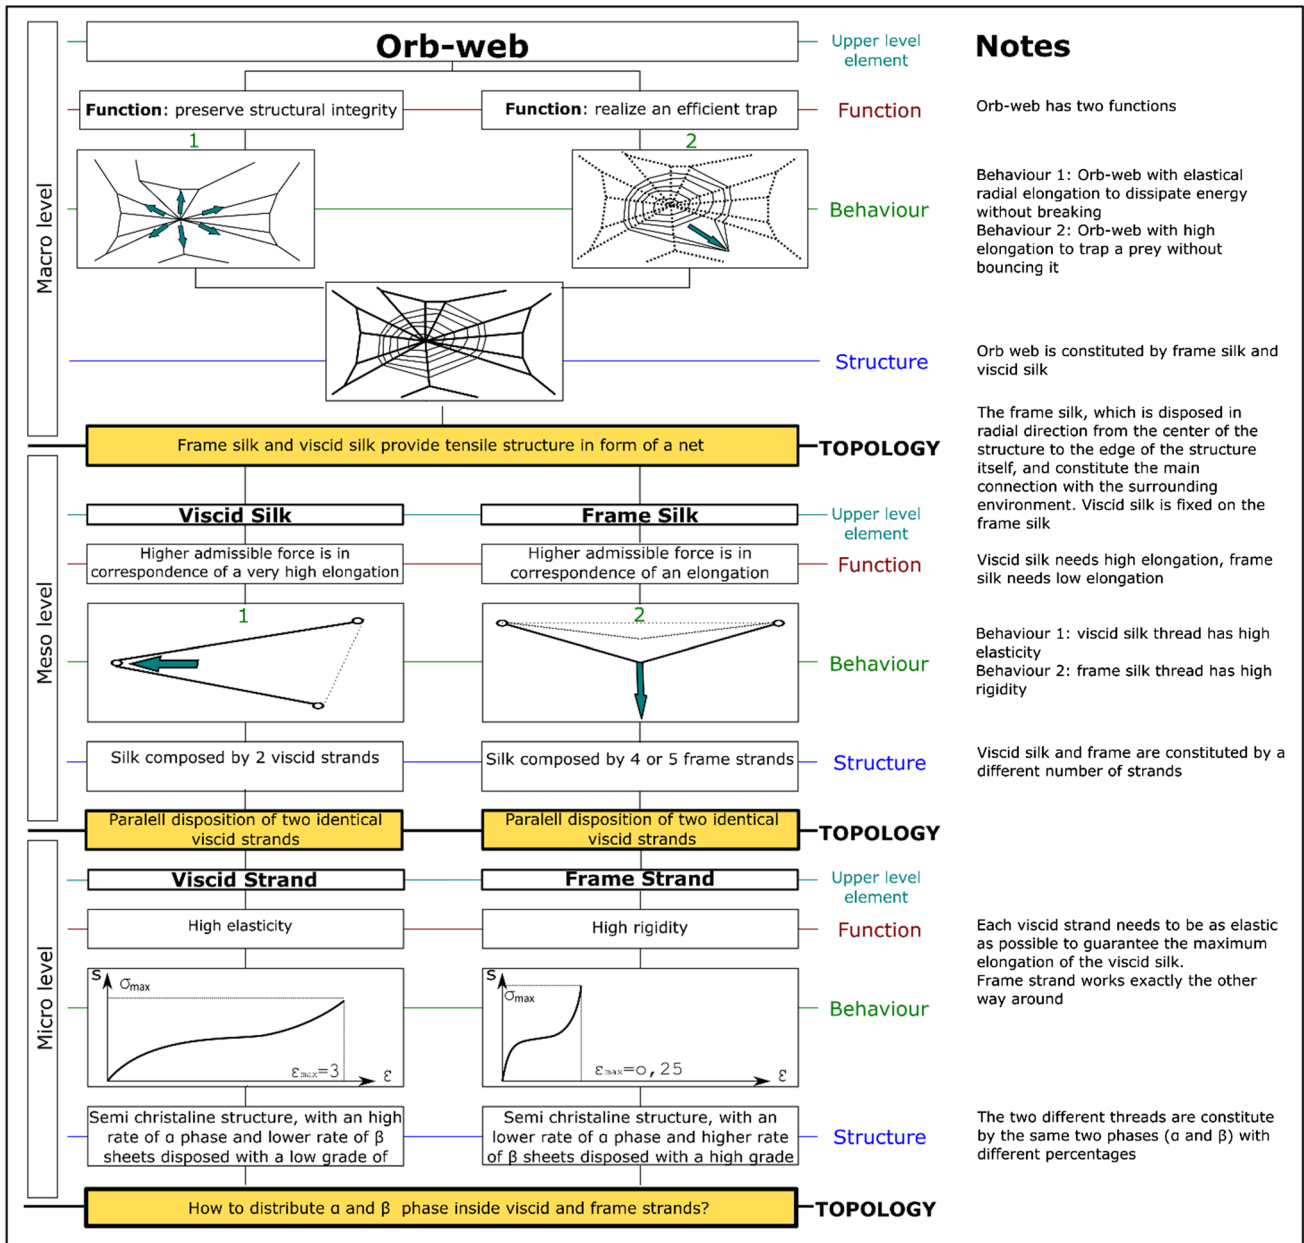 Orb-web
Upper level
element
Notes
Macro level
Function: preserve structural integrity
Function: realize an efficient trap
Function
Orb-web has two functions
1
2
Behaviour
Behaviour 1: Orb-web with elastical
radial elongation to dissipate energy
without breaking
Behaviour 2: Orb-web with high
elongation to trap a prey without
bouncing it
Structure
Orb web is constituted by frame silk and
viscid silk
Frame silk and viscid silk provide tensile structure in form of a net
TOPOLOGY
The frame silk, which is disposed in
radial direction from the center of the
structure to the edge of the structure
itself, and constitute the main
connection with the surrounding
environment. Viscid silk is fixed on the
frame silk
Meso level
Viscid Silk
Frame Silk
Upper level
element
Higher admissible force is in
correspondence of a very high elongation
Higher admissible force is in
correspondence of an elongation
Function
Viscid silk needs high elongation, frame
silk needs low elongation
1
2
Behaviour
Behaviour 1: viscid silk thread has high
elasticity
Behaviour 2: frame silk thread has high
rigidity
Silk composed by 2 viscid strands
Silk composed by 4 or 5 frame strands
Structure
Viscid silk and frame are constituted by a
different number of strands
Paralell disposition of two identical
viscid strands
Paralell disposition of two identical
viscid strands
TOPOLOGY
Micro level
Viscid Strand
Frame Strand
Upper level
element
High elasticity
High rigidity
Function
Each viscid strand needs to be as elastic
as possible to guarantee the maximum
elongation of the viscid silk.
Frame strand works exactly the other
way around
S
σmax
εmax=3
ε
S
σmax
εmax=0,25
ε
Behaviour
Semi christaline structure, with an high
rate of α phase and lower rate of β
sheets disposed with a low grade of
Semi christaline structure, with an
lower rate of α phase and higher rate
of β sheets disposed with a high grade
Structure
The two different threads are constitute
by the same two phases (α and β) with
different percentages
How to distribute α and β phase inside viscid and frame strands?
TOPOLOGY